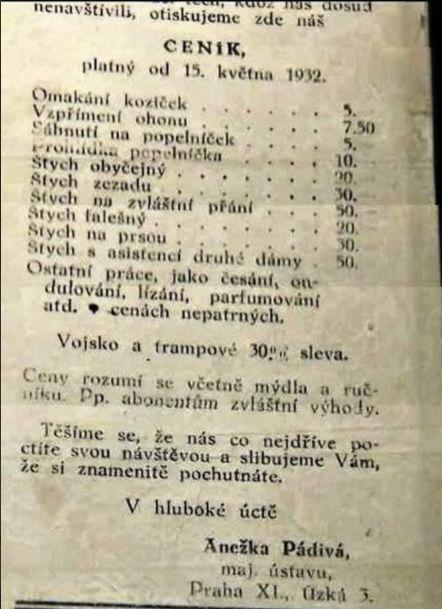 nenavštívili, otiskujeme zde náš
CENÍK,
platný od 15. května 1932.
Omakání koziček . . . . . . 5.
Vzpřímení ohonu . . . . . . 7.50
Sáhnutí na popelníček . . . . 5.
Prohlídka popelníčka . . . . 10.
Štych obyčejný . . . . . . 20.
Štych zezadu . . . . . . 30.
Štych na zvláštní přání . . . . 50.
Štych falešný . . . . . . 20.
Štych na prsou . . . . . . 30.
Štych s asistencí druhé dámy . 50.
Ostatní práce, jako česání, on-
dulování, lízání, parfumování
atd. v cenách nepatrných.
Vojsko a trampové 30% sleva.
Ceny rozumí se včetně mýdla a ruč-
níku. Pp. abonentům zvláštní výhody.
Těšíme se, že nás co nejdříve po-
ctíte svou návštěvou a slibujeme Vám,
že si znamenitě pochutnáte.
V hluboké úctě
Anežka Pádivá,
maj. ústavu,
Praha XI., Úzká 3.